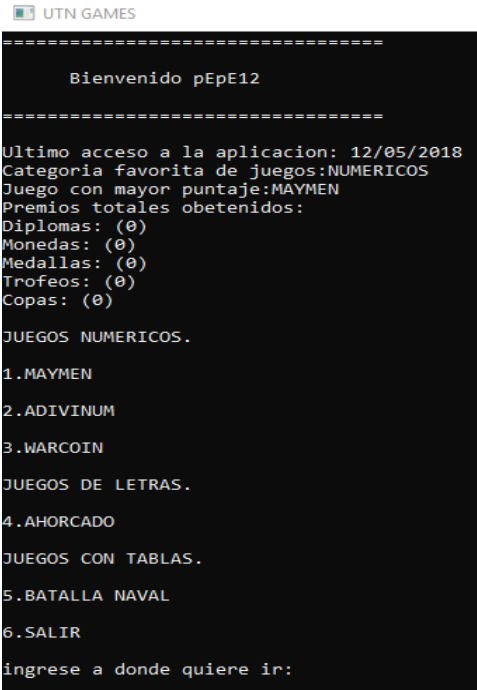 UTN GAMES
==================================
Bienvenido pEpE12
==================================
Ultimo acceso a la aplicacion: 12/05/2018
Categoria favorita de juegos:NUMERICOS
Juego con mayor puntaje:MAYMEN
Premios totales obetenidos:
Diplomas: (0)
Monedas: (0)
Medallas: (0)
Trofeos: (0)
Copas: (0)
JUEGOS NUMERICOS.
1.MAYMEN
2.ADIVINUM
3.WARCOIN
JUEGOS DE LETRAS.
4.AHORCADO
JUEGOS CON TABLAS.
5.BATALLA NAVAL
6.SALIR
ingrese a donde quiere ir: